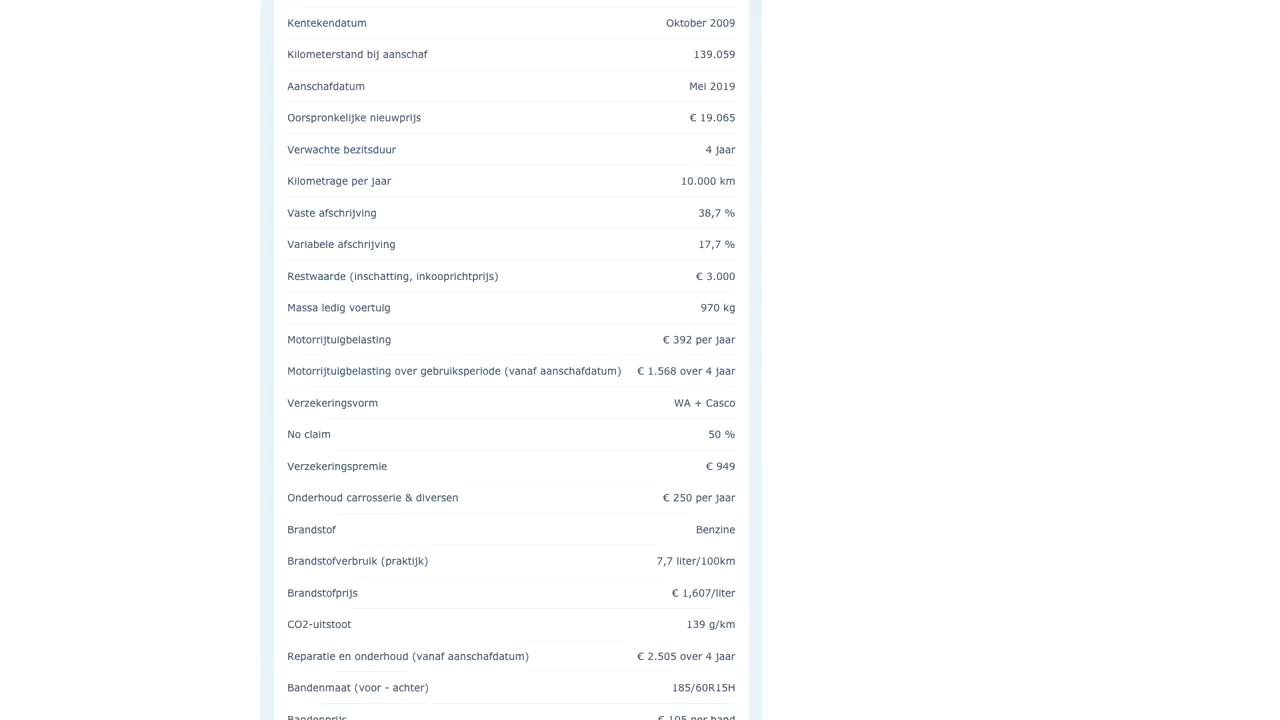 Kentekendatum Oktober 2009
Kilometerstand bij aanschaf 139.059
Aanschafdatum Mei 2019
Oorspronkelijke nieuwprijs € 19.065
Verwachte bezitsduur 4 jaar
Kilometrage per jaar 10.000 km
Vaste afschrijving 38,7 %
Variabele afschrijving 17,7 %
Restwaarde (inschatting, inkooprichtprijs) € 3.000
Massa ledig voertuig 970 kg
Motorrijtuigbelasting € 392 per jaar
Motorrijtuigbelasting over gebruiksperiode (vanaf aanschafdatum) € 1.568 over 4 jaar
Verzekeringsvorm WA + Casco
No claim 50 %
Verzekeringspremie € 949
Onderhoud carrosserie & diversen € 250 per jaar
Brandstof Benzine
Brandstofverbruik (praktijk) 7,7 liter/100km
Brandstofprijs € 1,607/liter
CO2-uitstoot 139 g/km
Reparatie en onderhoud (vanaf aanschafdatum) € 2.505 over 4 jaar
Bandenmaat (voor - achter) 185/60R15H
Bandenprijs € 105 per band